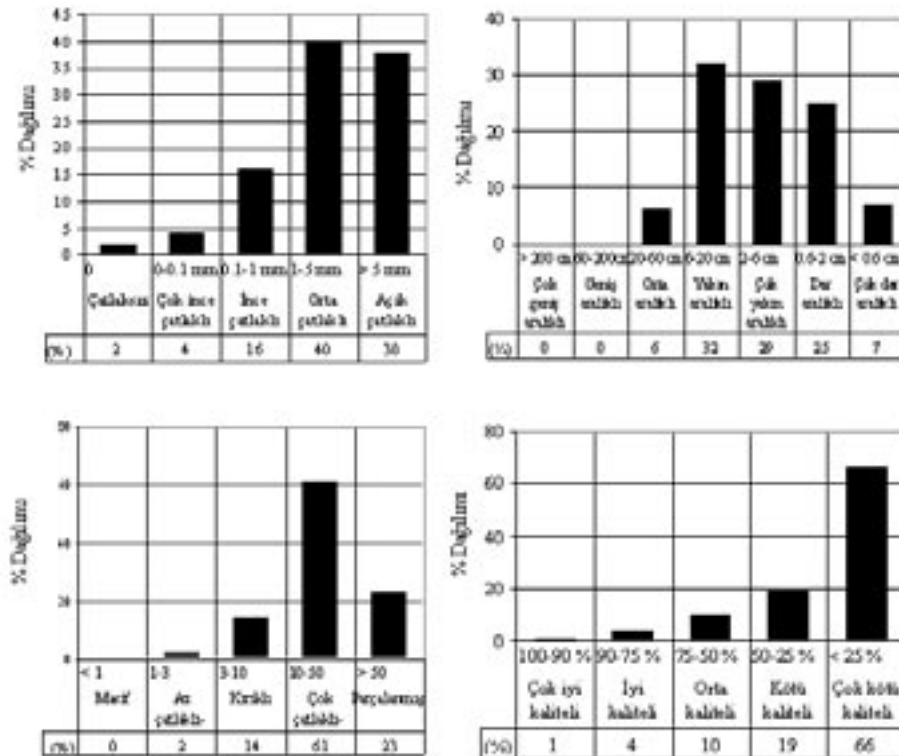 45
40
35
30
25
20
15
10
5
0
% Dağılımı
0 0-0.1 mm 0.1-1 mm 1-5 mm > 5 mm
Çatlaksız Çok ince İnce Orta Açık
çatlaklı çatlaklı çatlaklı çatlaklı
(%) 2 4 16 40 38
40
30
20
10
0
% Dağılımı
> 200 cm 60-200cm 20-60 cm 6-20 cm 2-6 cm 0.6-2 cm < 0.6 cm
Çok Geniş Orta Yakın Çok Dar Çok dar
geniş aralıklı aralıklı aralıklı yakın aralıklı aralıklı
aralıklı aralıklı
(%) 0 0 6 32 29 25 7
% Dağılımı
20
0
< 1 1-3 3-10 10-50 > 50
Masif Az Kırıklı Çok Parçalanmış
çatlaklı- çatlaklı-
(%) 0 2 14 61 23
80
60
40
20
0
% Dağılımı
100-90 % 90-75 % 75-50 % 50-25 % < 25 %
Çok iyi İyi Orta Kötü Çok kötü
kaliteli kaliteli kaliteli kaliteli kaliteli
(%) 1 4 10 19 66